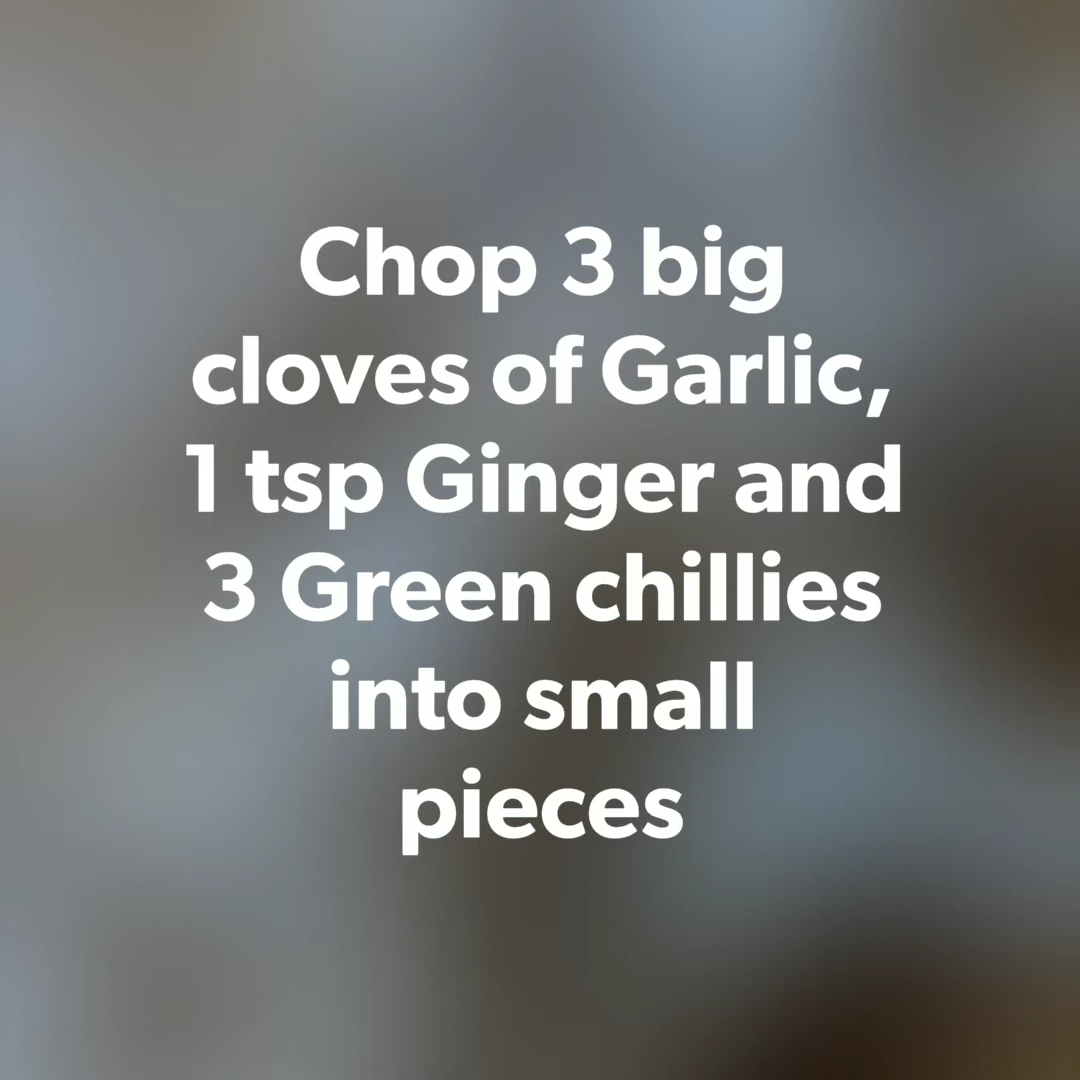 Chop 3 big
cloves of Garlic,
1 tsp Ginger and
3 Green chillies
into small
pieces